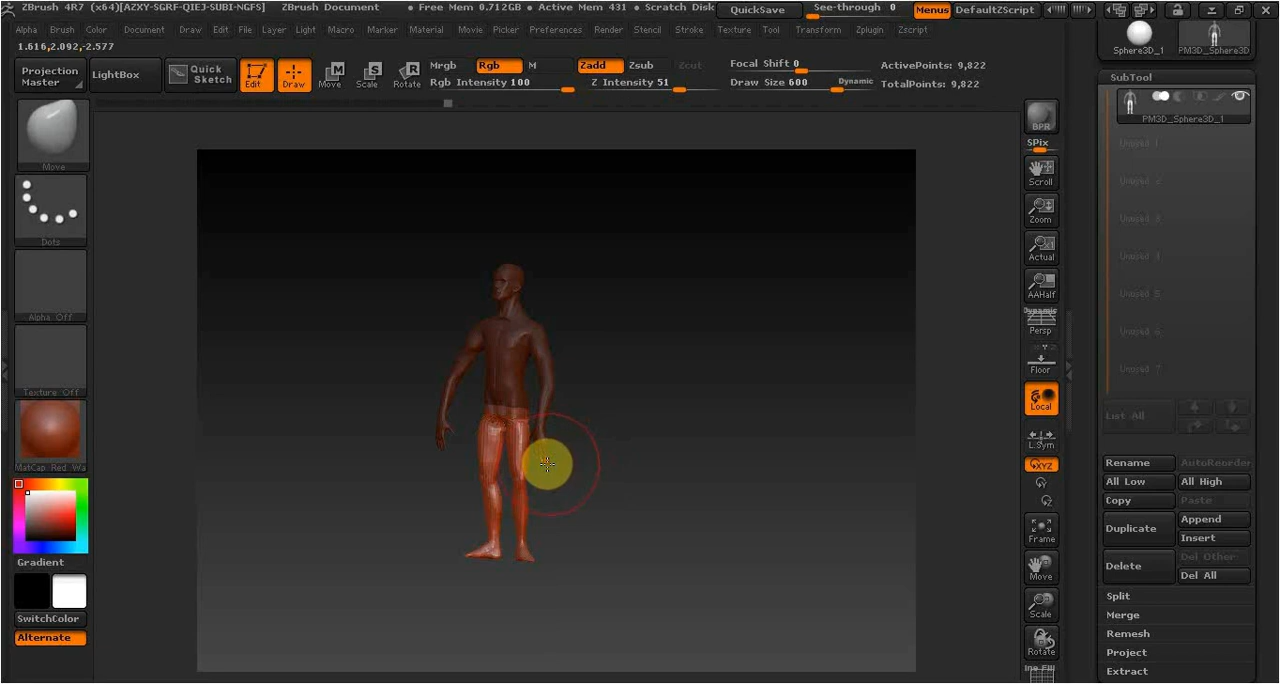 ZBrush 4R7 (x64)[AZXY-SGRF-QIEJ-SUBI-NGFS] ZBrush Document • Free Mem 0.712GB • Active Mem 431 • Scratch Disk QuickSave See-through 0 Menus DefaultZScript
Alpha Brush Color Document Draw Edit File Layer Light Macro Marker Material Movie Picker Preferences Render Stencil Stroke Texture Tool Transform Zplugin Zscript
1.616,2.092,-2.577
Sphere3D_1 PM3D_Sphere3D
Projection Master
LightBox
Quick Sketch
Edit Draw Move Scale Rotate
Mrgb Rgb M Zadd Zsub Zcut
Rgb Intensity 100 Z Intensity 51
Focal Shift 0
Draw Size 600 Dynamic
ActivePoints: 9,822
TotalPoints: 9,822
Move
Dots
Alpha Off
Texture Off
MatCap Red Wa
Gradient
SwitchColor
Alternate
BPR
SPix
Scroll
Zoom
Actual
AAHalf
Dynamic
Persp
Floor
Local
L.Sym
XYZ
Y
Z
Frame
Move
Scale
Rotate
Line Fill
SubTool
PM3D_Sphere3D_1
Unused 1
Unused 2
Unused 3
Unused 4
Unused 5
Unused 6
Unused 7
List All
Rename AutoReorder
All Low All High
Copy Paste
Duplicate Append
Insert
Delete Del Other
Del All
Split
Merge
Remesh
Project
Extract